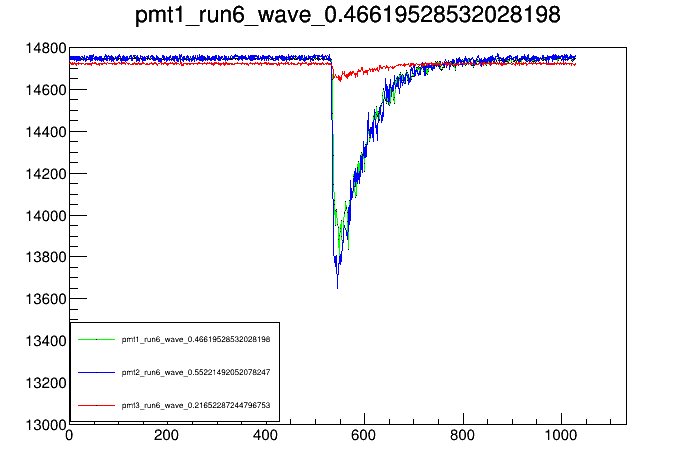 pmt1_run6_wave_0.46619528532028198
14800
14600
14400
14200
14000
13800
13600
13400
13200
13000
pmt1_run6_wave_0.46619528532028198
pmt2_run6_wave_0.55221492052078247
pmt3_run6_wave_0.21652287244796753
0 200 400 600 800 1000